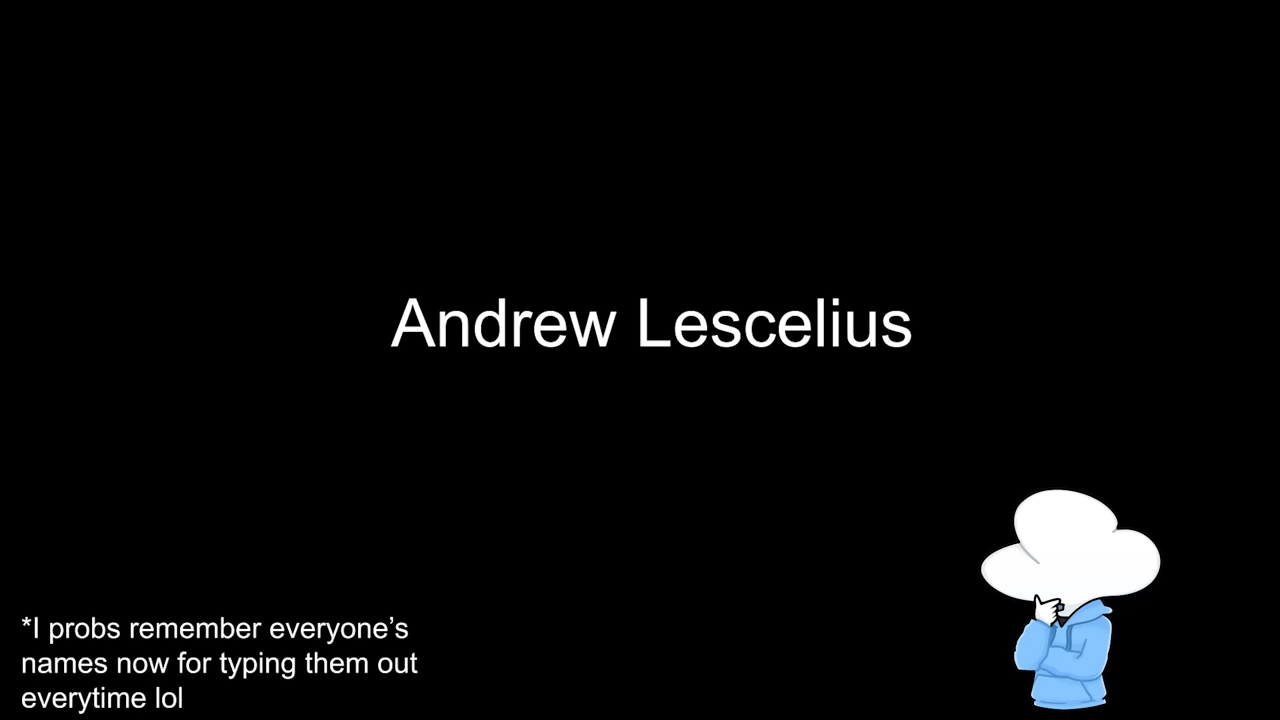 Andrew Lescelius
*I probs remember everyone’s
names now for typing them out
everytime lol